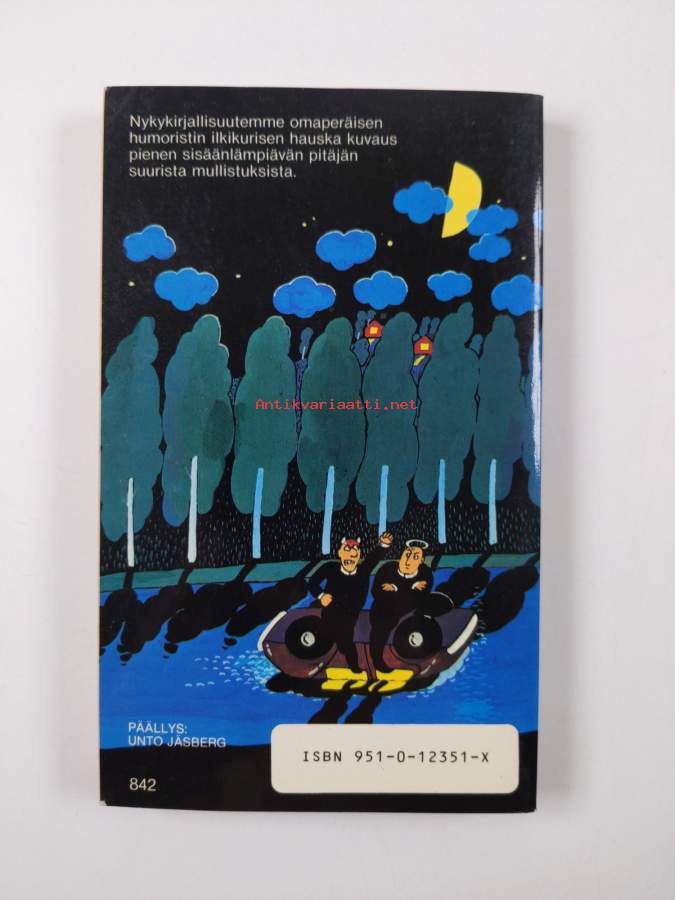 Nykykirjallisuutemme omaperäisen
humoristin ilkikurisen hauska kuvaus
pienen sisäänlämpiävän pitäjän
suurista mullistuksista.
Antikvariaatti.net
PÄÄLLYS:
UNTO JÄSBERG
ISBN 951-0-12351-X
842